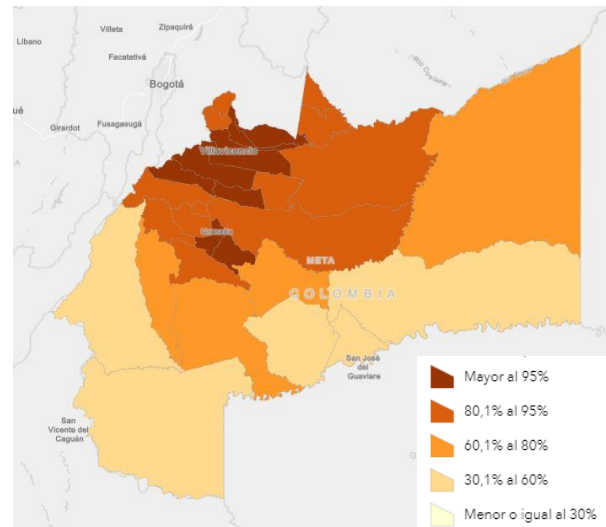 Villeta
Zipaquirá
Líbano
Facatativá
Bogotá
Girardot
Fusagasugá
Villavicencio
Granada
META
COLOMBIA
San José
del
Guaviare
San
Vicente del
Caguán
Mayor al 95%
80,1% al 95%
60,1% al 80%
30,1% al 60%
Menor o igual al 30%